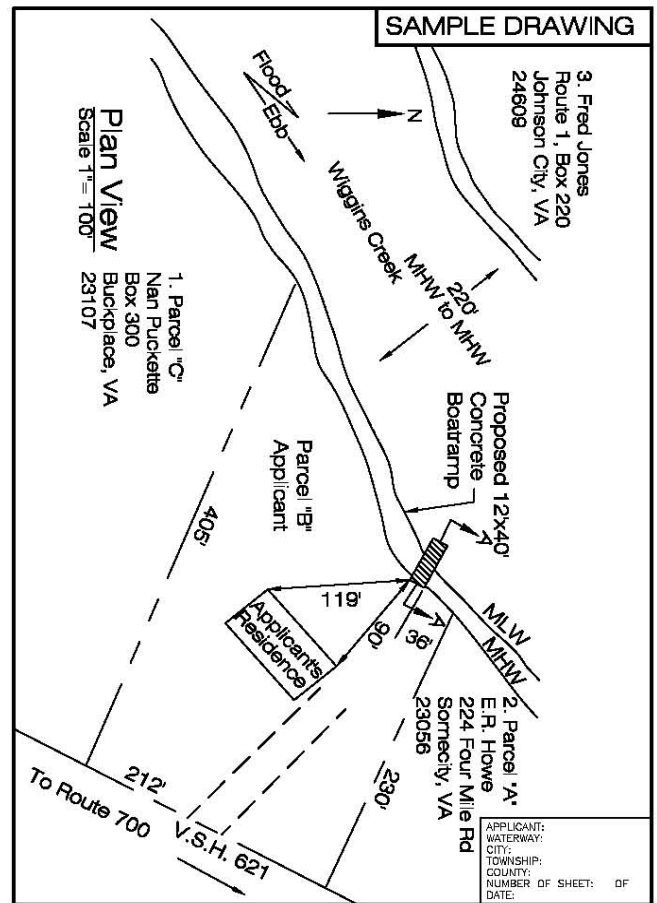 SAMPLE DRAWING
3. Fred Jones
Route 1, Box 220
Johnson City, VA
24609
N
Flood
Ebb
Wiggins Creek
220'
MHW to MHW
Plan View
Scale 1" = 100'
1. Parcel "C"
Nan Puckette
Box 300
Buckplace, VA
23107
Proposed 12'x40'
Concrete
Boatramp
A
A
Parcel "B"
Applicant
405'
119'
90'
36'
Applicant's
Residence
MLW
MHW
2. Parcel "A"
E.R. Howe
224 Four Mile Rd
Somecity, VA
23056
230'
212'
To Route 700
V.S.H. 621
APPLICANT:
WATERWAY:
CITY:
TOWNSHIP:
COUNTY:
NUMBER OF SHEET: OF
DATE: